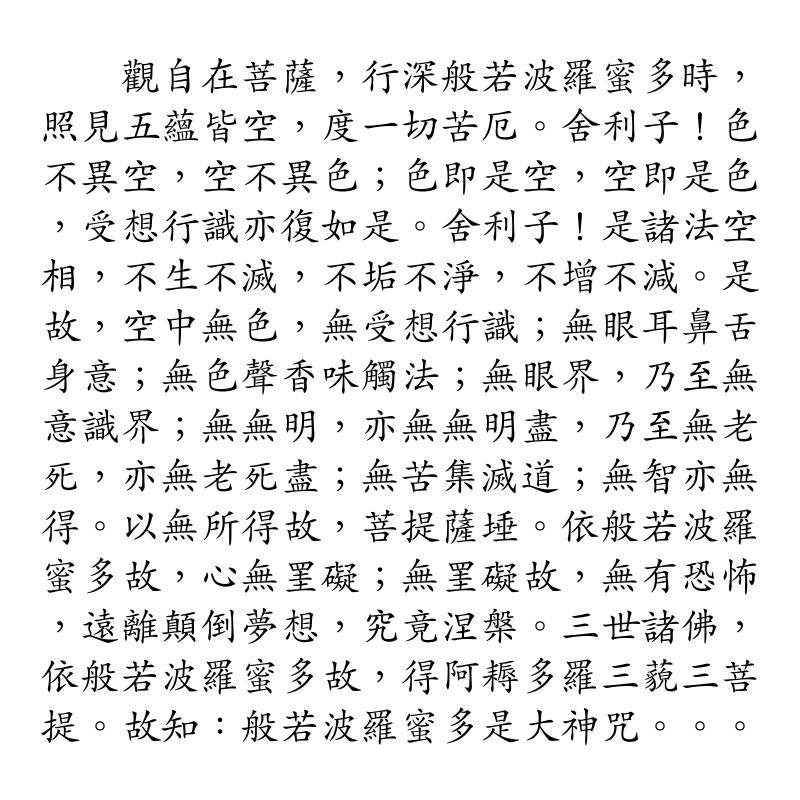 觀自在菩薩，行深般若波羅蜜多時，
照見五蘊皆空，度一切苦厄。舍利子！色
不異空，空不異色；色即是空，空即是色
，受想行識亦復如是。舍利子！是諸法空
相，不生不滅，不垢不淨，不增不減。是
故，空中無色，無受想行識；無眼耳鼻舌
身意；無色聲香味觸法；無眼界，乃至無
意識界；無無明，亦無無明盡，乃至無老
死，亦無老死盡；無苦集滅道；無智亦無
得。以無所得故，菩提薩埵。依般若波羅
蜜多故，心無罣礙；無罣礙故，無有恐怖
，遠離顛倒夢想，究竟涅槃。三世諸佛，
依般若波羅蜜多故，得阿耨多羅三藐三菩
提。故知：般若波羅蜜多是大神咒。。。